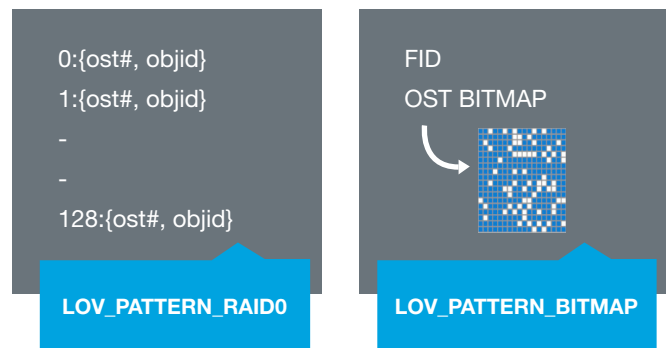 0:{ost#, objid}
1:{ost#, objid}
-
-
128:{ost#, objid}
LOV_PATTERN_RAID0
FID
OST BITMAP
LOV_PATTERN_BITMAP